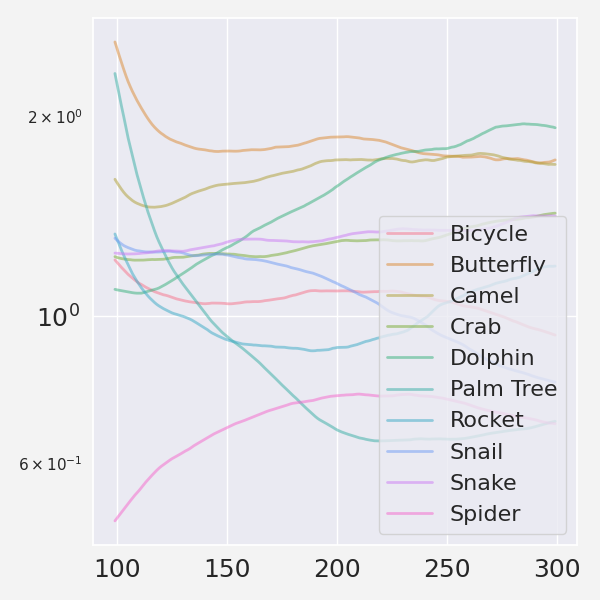 2 × 10⁰
10⁰
6 × 10⁻¹
100 150 200 250 300
Bicycle
Butterfly
Camel
Crab
Dolphin
Palm Tree
Rocket
Snail
Snake
Spider